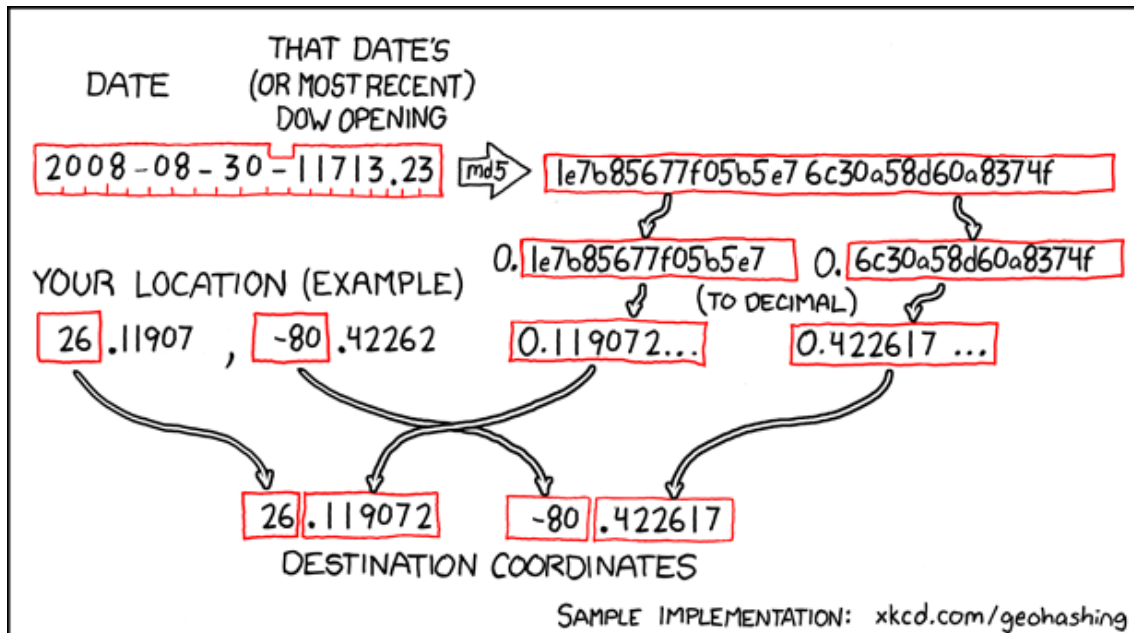 DATE
THAT DATE'S
(OR MOST RECENT)
DOW OPENING
2008-08-30-11713.23
md5
1e7b85677f05b5e76c30a58d60a8374f
0.1e7b85677f05b5e7
0.6c30a58d60a8374f
(TO DECIMAL)
YOUR LOCATION (EXAMPLE)
26.11907, -80.42262
0.119072...
0.422617...
26.119072
-80.422617
DESTINATION COORDINATES
SAMPLE IMPLEMENTATION: xkcd.com/geohashing